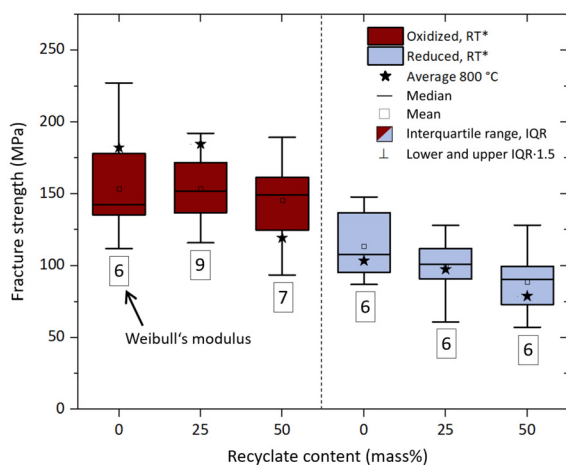 Oxidized, RT*
Reduced, RT*
Average 800 °C
Median
Mean
Interquartile range, IQR
Lower and upper IQR·1.5
Fracture strength (MPa)
250
200
150
100
50
0
6
9
7
6
6
6
Weibull's modulus
0 25 50 0 25 50
Recyclate content (mass%)